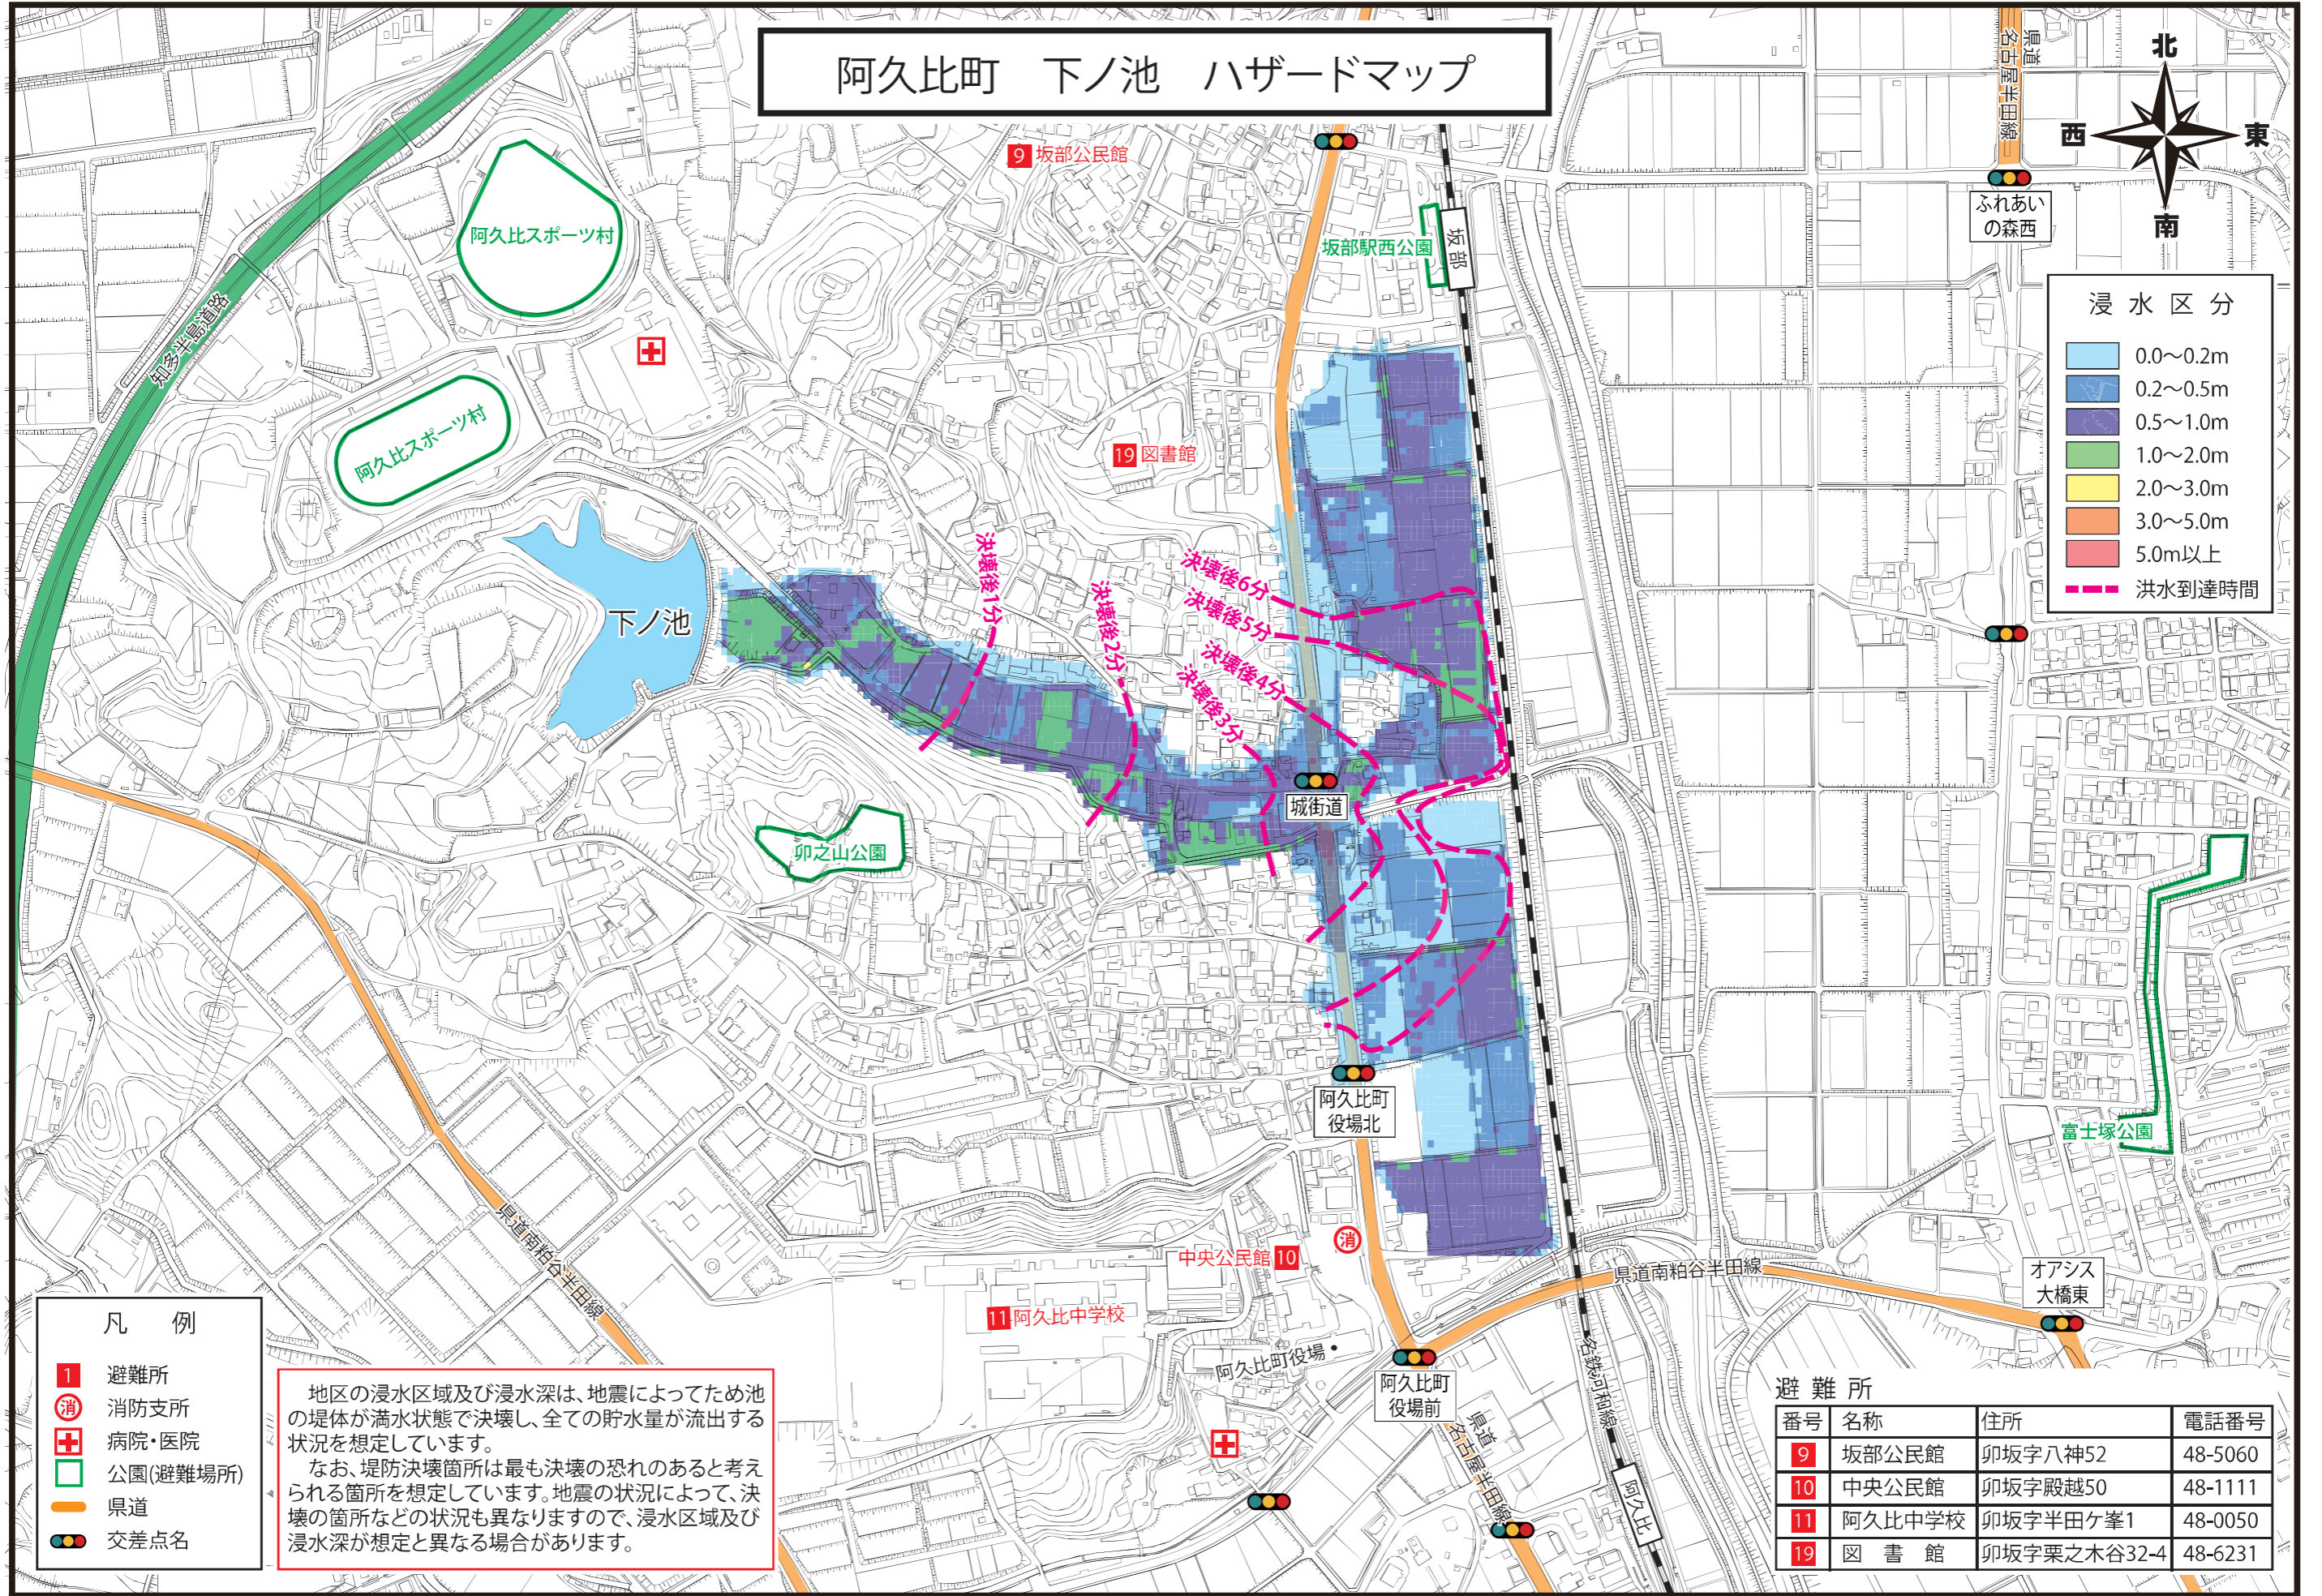 阿久比町　下ノ池　ハザードマップ
北
西
東
南
県道
名古屋半田線
ふれあい
の森西
9 坂部公民館
阿久比スポーツ村
坂部駅西公園
坂部
知多半島道路
阿久比スポーツ村
19 図書館
浸水区分
0.0～0.2m
0.2～0.5m
0.5～1.0m
1.0～2.0m
2.0～3.0m
3.0～5.0m
5.0m以上
洪水到達時間
下ノ池
決壊後1分
決壊後2分
決壊後6分
決壊後5分
決壊後4分
決壊後3分
城街道
卯之山公園
阿久比町
役場北
富士塚公園
県道南粕谷半田線
消
中央公民館 10
11 阿久比中学校
阿久比町役場
県道南粕谷半田線
オアシス
大橋東
阿久比町
役場前
県道
名古屋半田線
名鉄河和線
阿久比
凡　例
1 避難所
消 消防支所
病院・医院
公園(避難場所)
県道
交差点名
地区の浸水区域及び浸水深は、地震によってため池
の堤体が満水状態で決壊し、全ての貯水量が流出する
状況を想定しています。
なお、堤防決壊箇所は最も決壊の恐れのあると考え
られる箇所を想定しています。地震の状況によって、決
壊の箇所などの状況も異なりますので、浸水区域及び
浸水深が想定と異なる場合があります。
避難所
番号 名称 住所 電話番号
9 坂部公民館 卯坂字八神52 48-5060
10 中央公民館 卯坂字殿越50 48-1111
11 阿久比中学校 卯坂字半田ケ峯1 48-0050
19 図書館 卯坂字栗之木谷32-4 48-6231